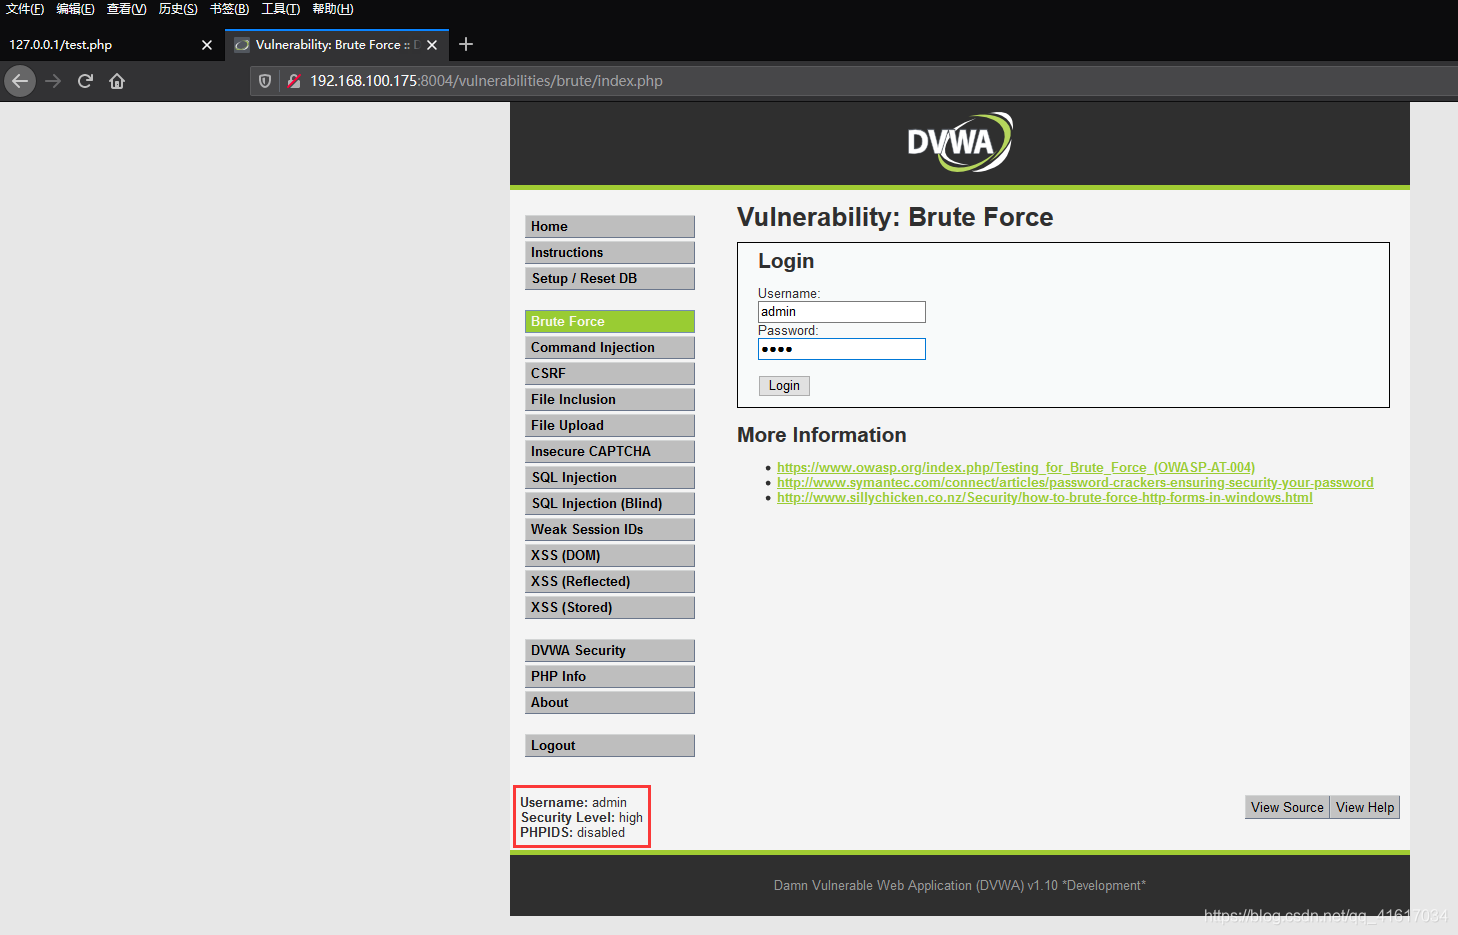 文件(F) 编辑(E) 查看(V) 历史(S) 书签(B) 工具(T) 帮助(H)
127.0.0.1/test.php
Vulnerability: Brute Force :: D
192.168.100.175:8004/vulnerabilities/brute/index.php
DVWA
Home
Instructions
Setup / Reset DB
Brute Force
Command Injection
CSRF
File Inclusion
File Upload
Insecure CAPTCHA
SQL Injection
SQL Injection (Blind)
Weak Session IDs
XSS (DOM)
XSS (Reflected)
XSS (Stored)
DVWA Security
PHP Info
About
Logout
Vulnerability: Brute Force
Login
Username:
admin
Password:
••••
Login
More Information
• https://www.owasp.org/index.php/Testing_for_Brute_Force_(OWASP-AT-004)
• http://www.symantec.com/connect/articles/password-crackers-ensuring-security-your-password
• http://www.sillychicken.co.nz/Security/how-to-brute-force-http-forms-in-windows.html
Username: admin
Security Level: high
PHPIDS: disabled
View Source View Help
Damn Vulnerable Web Application (DVWA) v1.10 *Development*
https://blog.csdn.net/qq_41617034